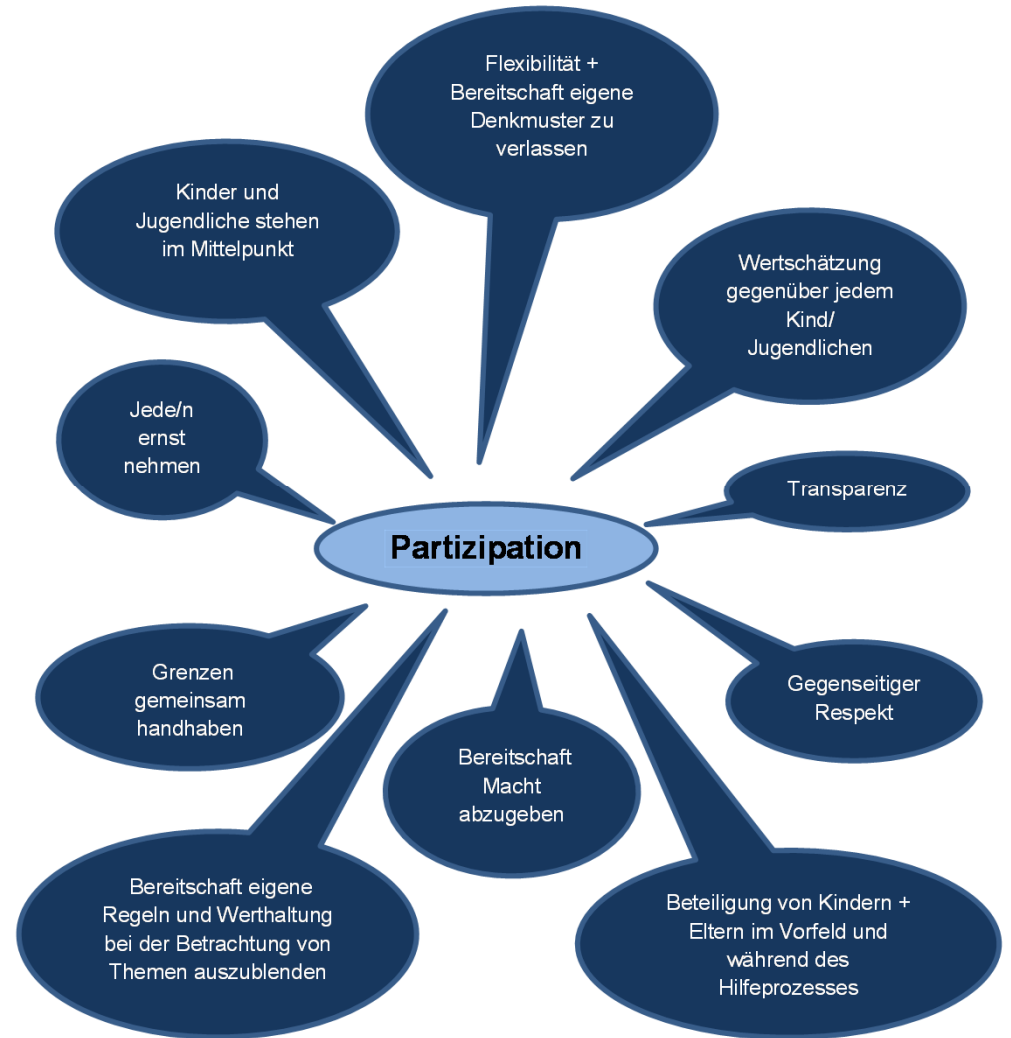 Flexibilität +
Bereitschaft eigene
Denkmuster zu
verlassen
Kinder und
Jugendliche stehen
im Mittelpunkt
Wertschätzung
gegenüber jedem
Kind/
Jugendlichen
Jede/n
ernst
nehmen
Transparenz
Partizipation
Grenzen
gemeinsam
handhaben
Gegenseitiger
Respekt
Bereitschaft
Macht
abzugeben
Bereitschaft eigene
Regeln und Werthaltung
bei der Betrachtung von
Themen auszublenden
Beteiligung von Kindern +
Eltern im Vorfeld und
während des
Hilfeprozesses